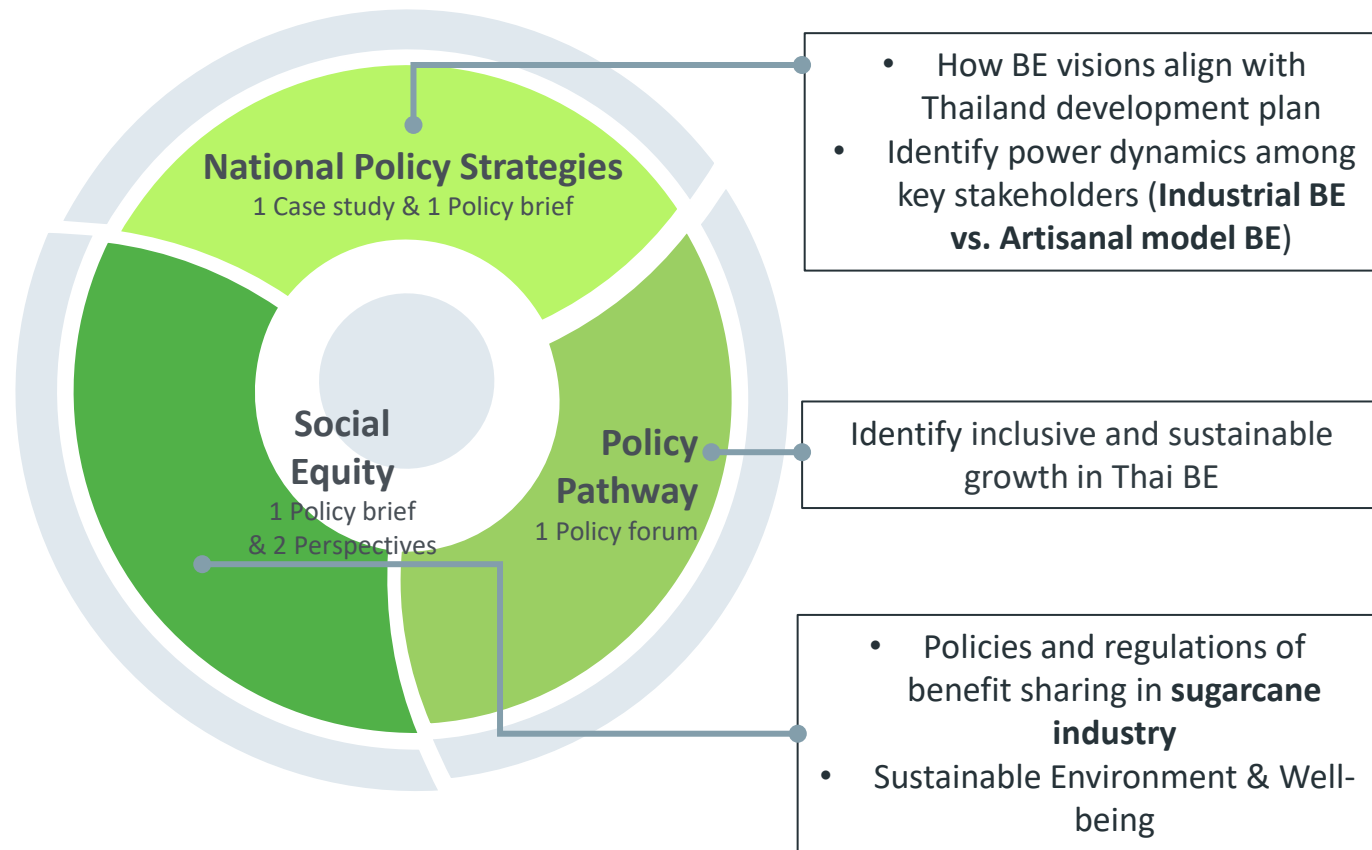 National Policy Strategies
1 Case study & 1 Policy brief
Social
Equity
1 Policy brief
& 2 Perspectives
Policy
Pathway
1 Policy forum
• How BE visions align with
Thailand development plan
• Identify power dynamics among
key stakeholders (Industrial BE
vs. Artisanal model BE)
Identify inclusive and sustainable
growth in Thai BE
• Policies and regulations of
benefit sharing in sugarcane
industry
• Sustainable Environment & Well-
being